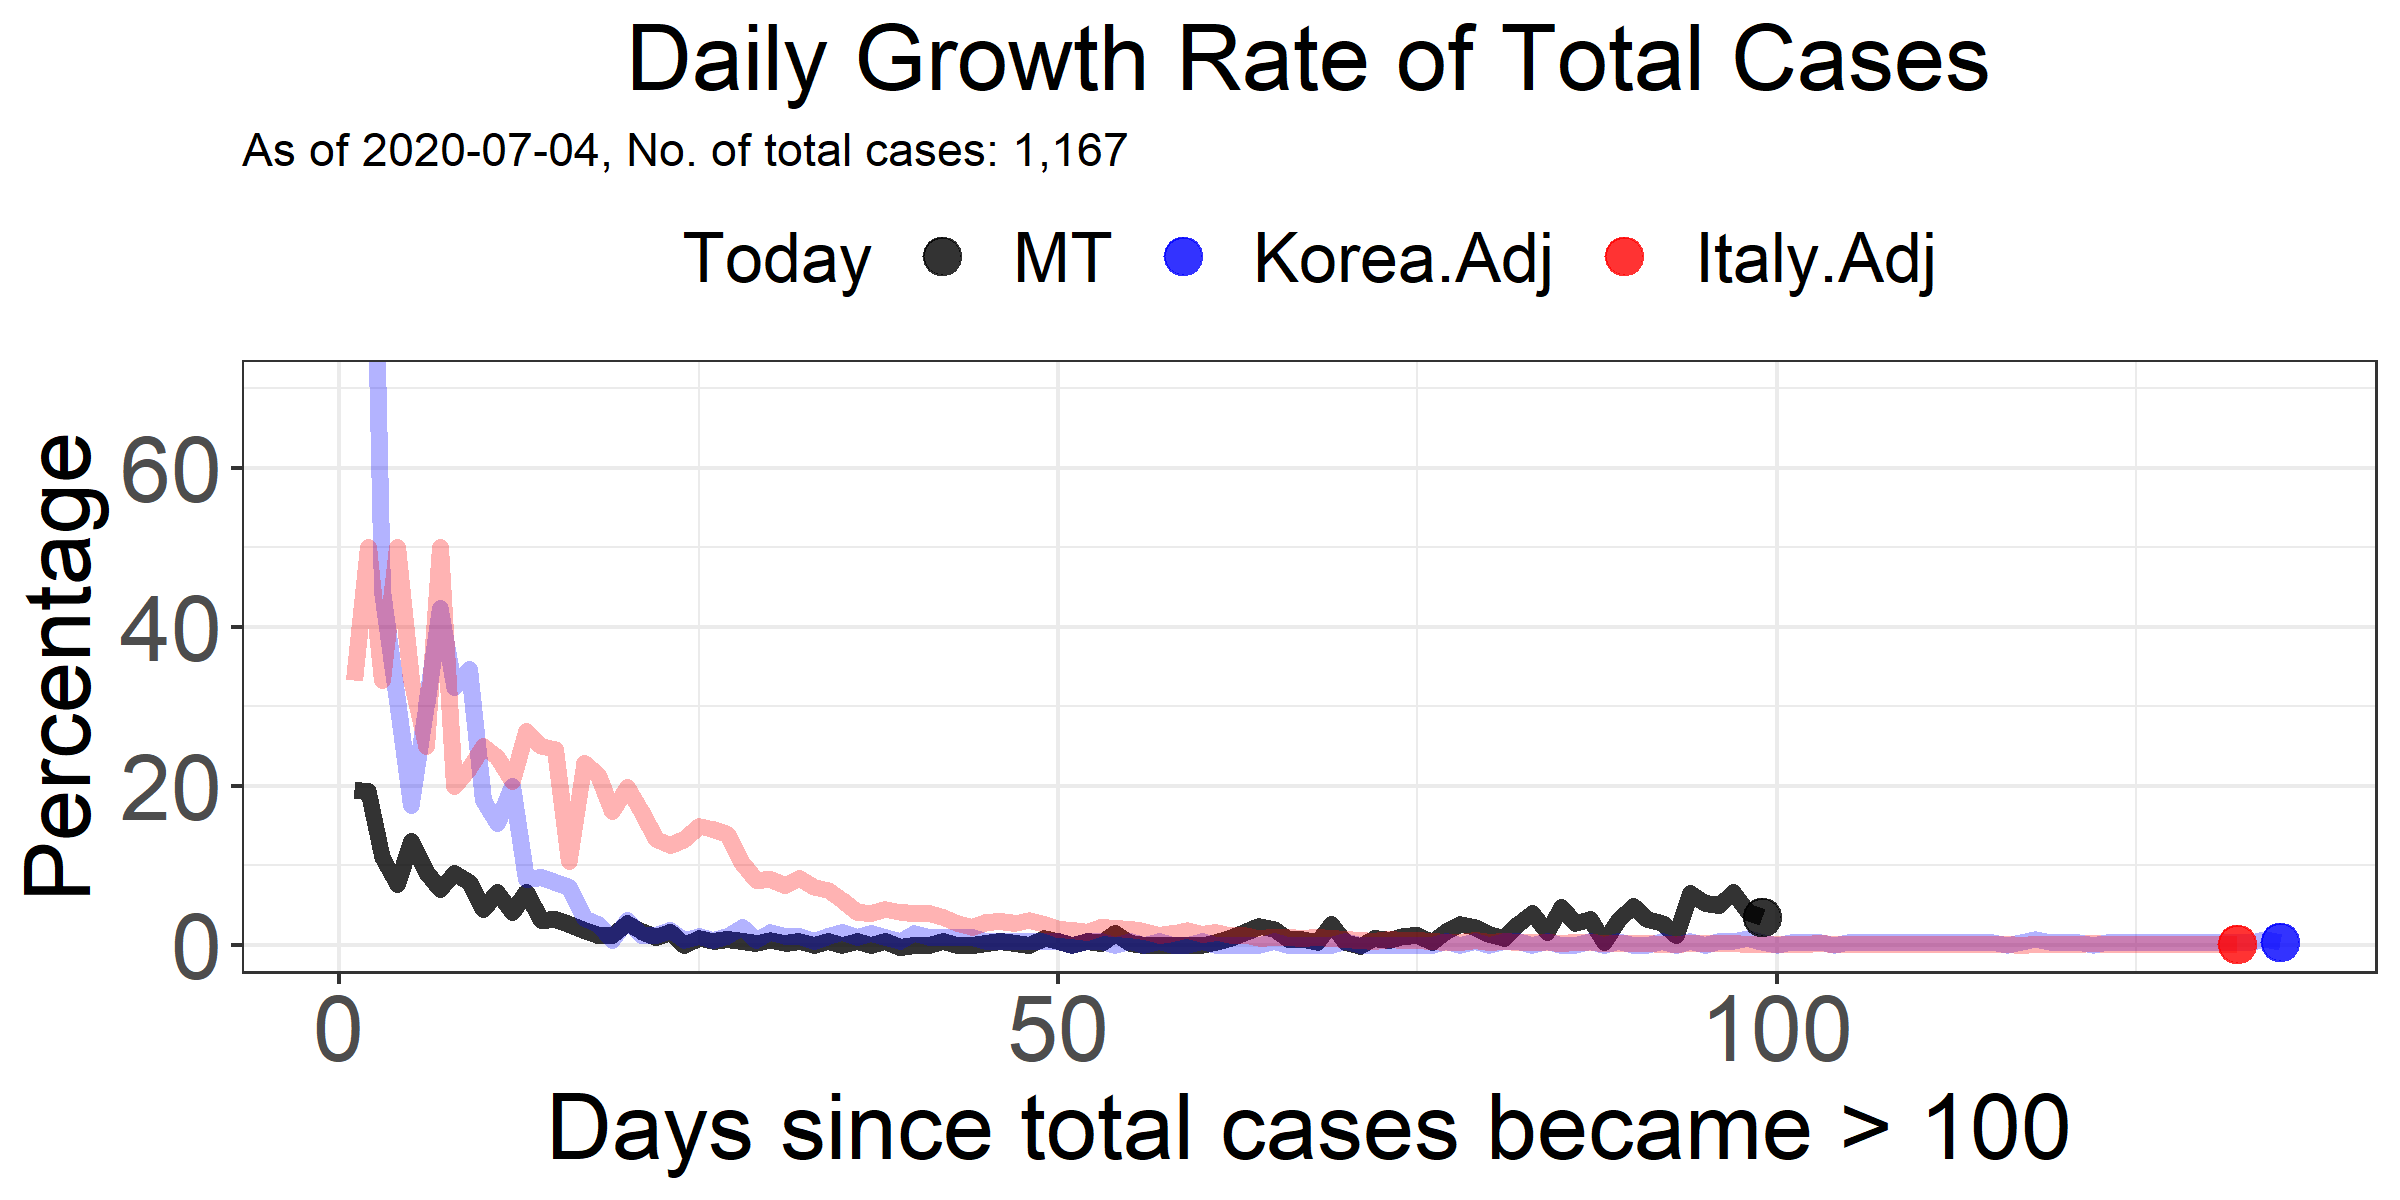 Daily Growth Rate of Total Cases
As of 2020-07-04, No. of total cases: 1,167
Today MT Korea.Adj Italy.Adj
Percentage
60
40
20
0
0 50 100
Days since total cases became > 100